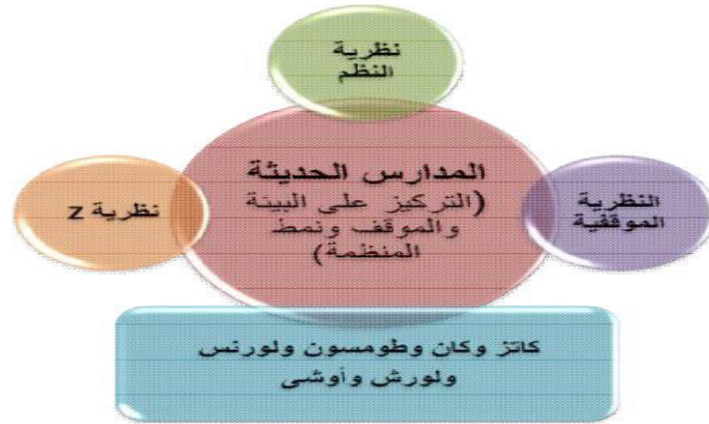 نظرية
النظم
المدارس الحديثة
(التركيز على البيئة
والموقف ونمط
المنظمة)
النظرية
الموقفية
نظرية Z
كاتز وكان وطومسون ولورنس
ولورش وأوشي